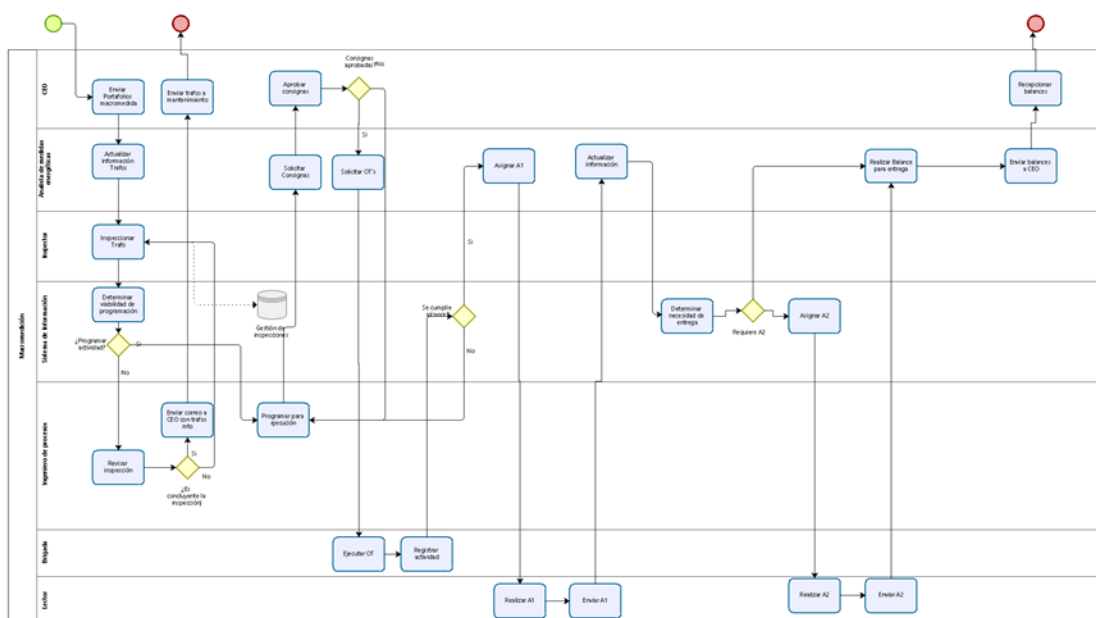 Macromedición
CEO
Enviar
Portafolios
macromedida
Enviar trafos a
mantenimiento
Aprobar
consignas
Consignas
aprobadas?
No
Si
Recepcionar
balances
Analista de medidas
Actualizar
información
Trafos
Solicitar
Consignas
Solicitar OT's
Asignar A1
Actualizar
información
Realizar Balance
para entrega
Enviar balances
a CEO
Inspector
Inspeccionar
Trafo
Si
Sistema de Información
Determinar
viabilidad de
programación
Gestión de
inspecciones
Se cumple
Determinar
necesidad de
entrega
Requiere A2
Asignar A2
¿Programar
actividad?
Si
No
No
Ingeniero de procesos
Enviar correo a
CEO con trafos
mto
Programar para
ejecución
Revisar
inspección
Si
No
¿Es
concluyente la
inspección?
Brigada
Ejecutar OT
Registrar
actividad
Lector
Realizar A1
Enviar A1
Realizar A2
Enviar A2